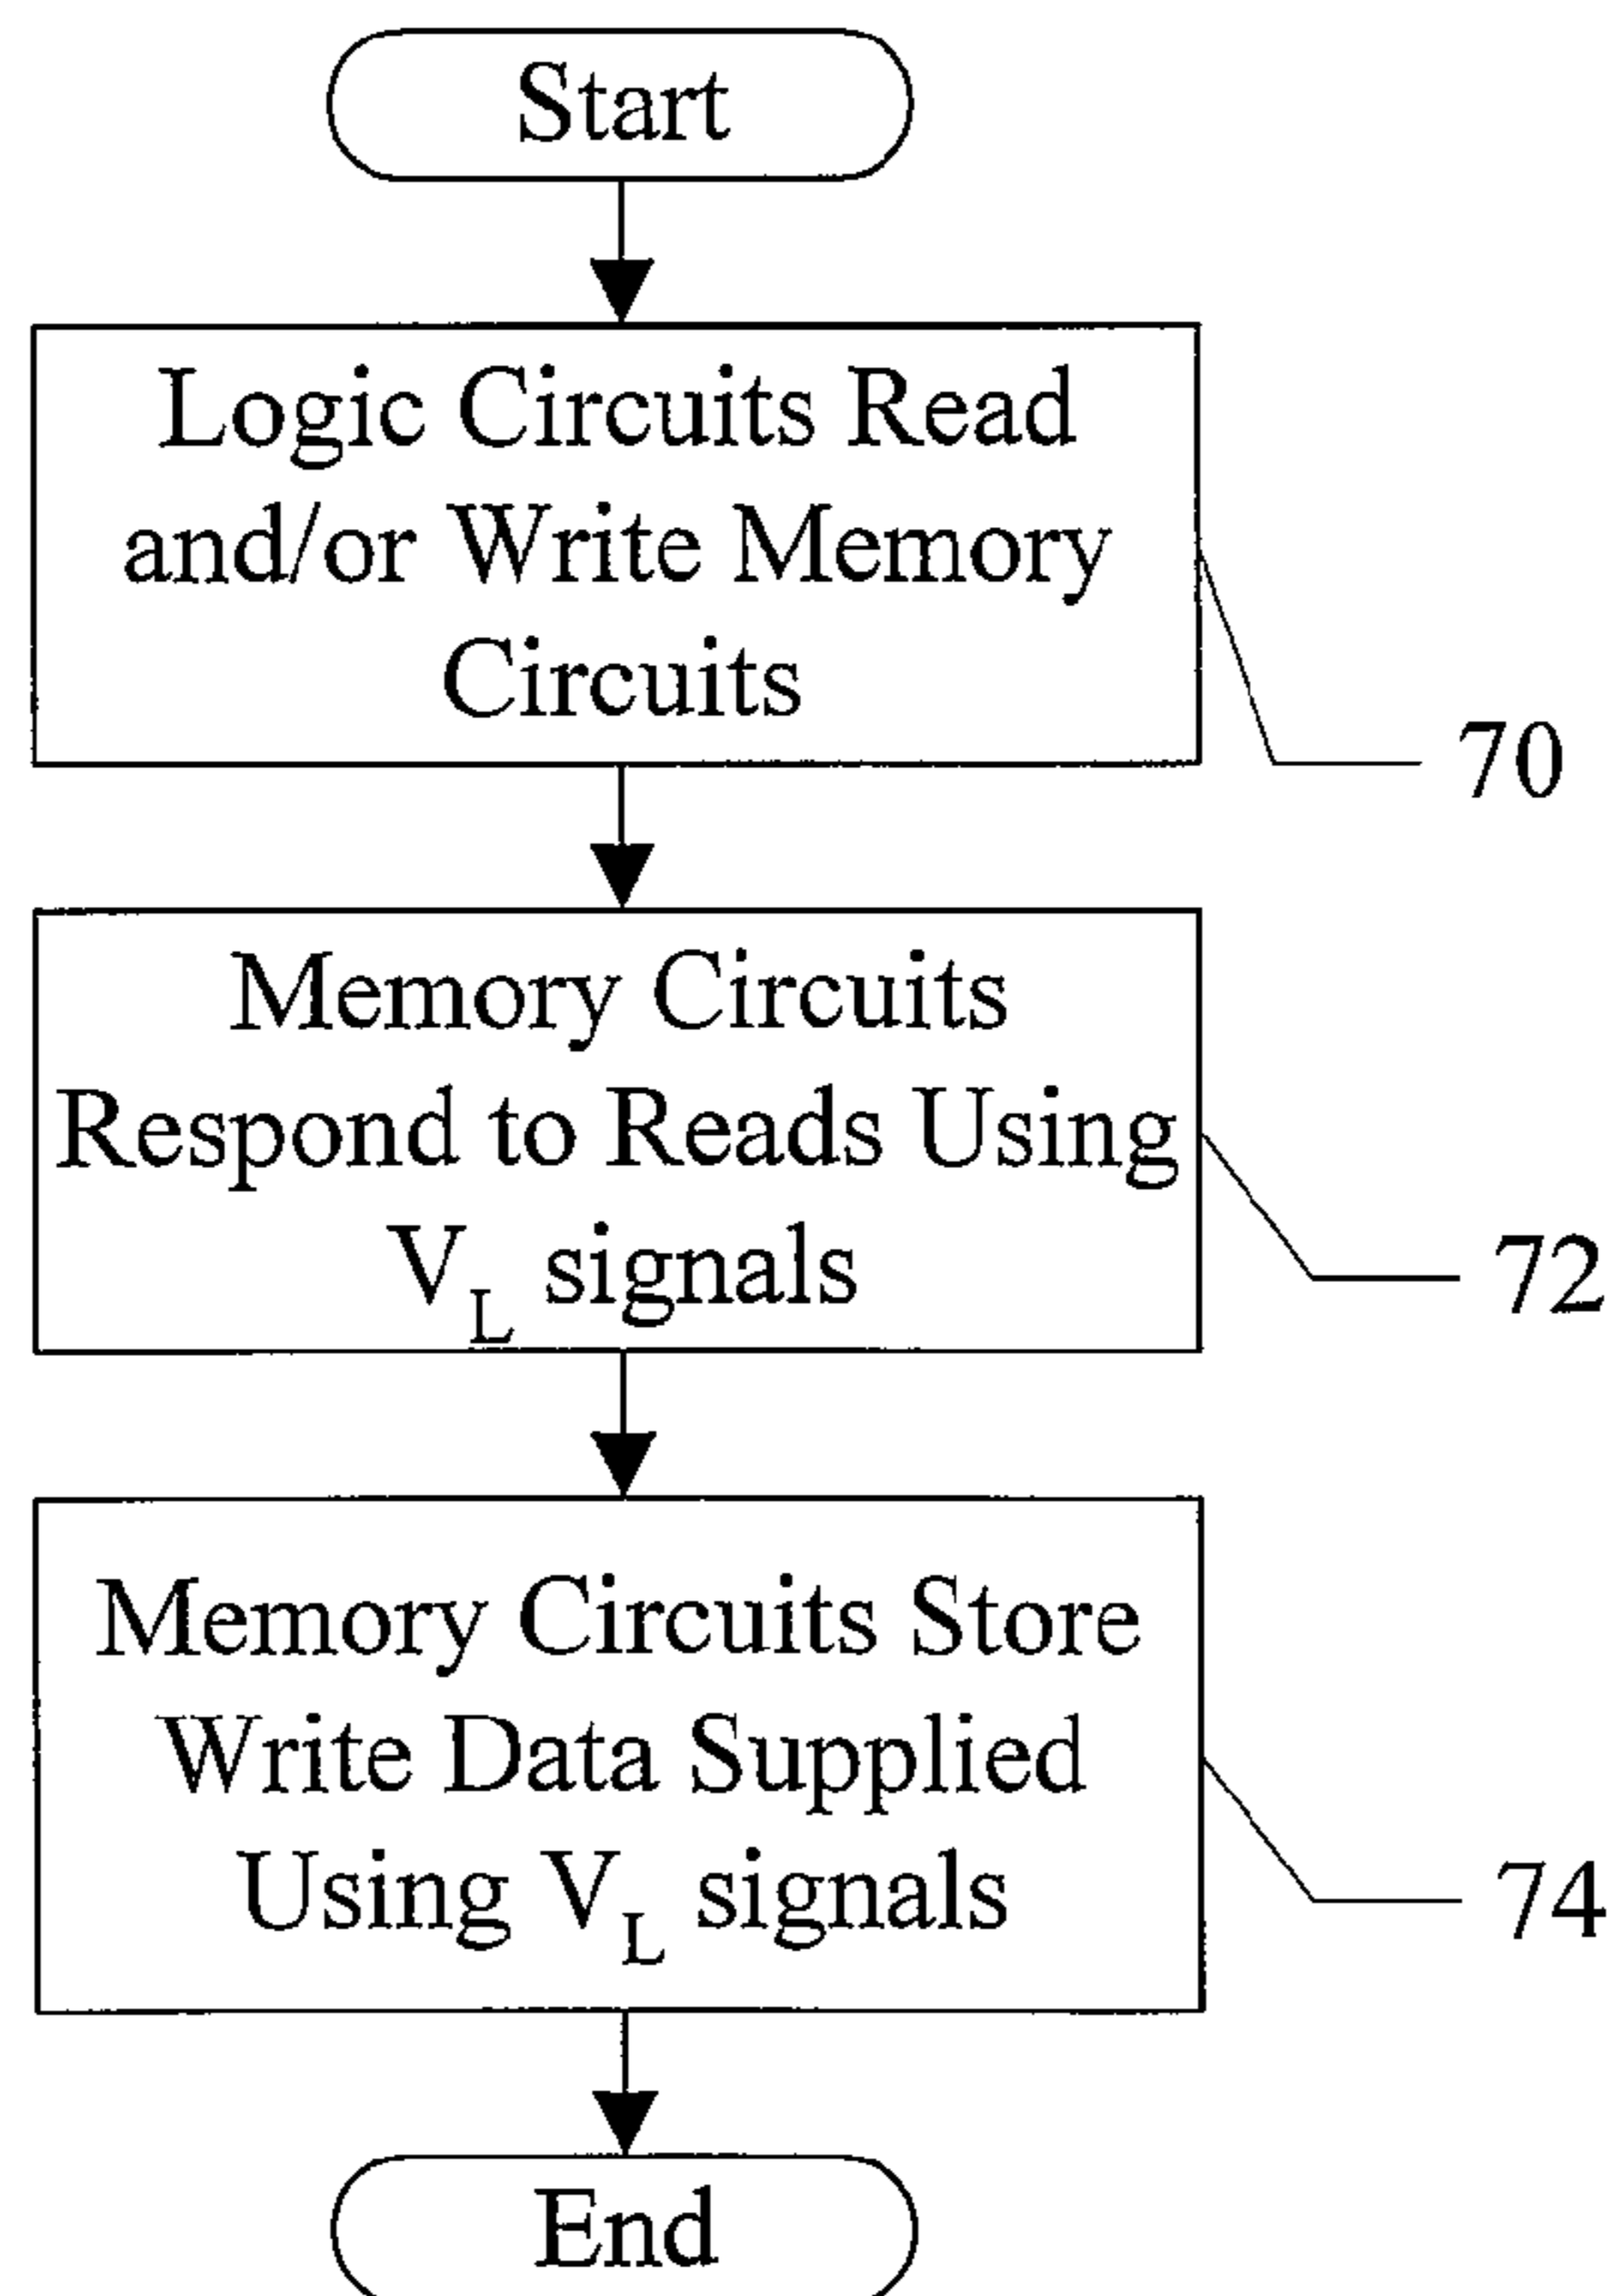 Start
Logic Circuits Read
and/or Write Memory
Circuits
70
Memory Circuits
Respond to Reads Using
V_L signals
72
Memory Circuits Store
Write Data Supplied
Using V_L signals
74
End